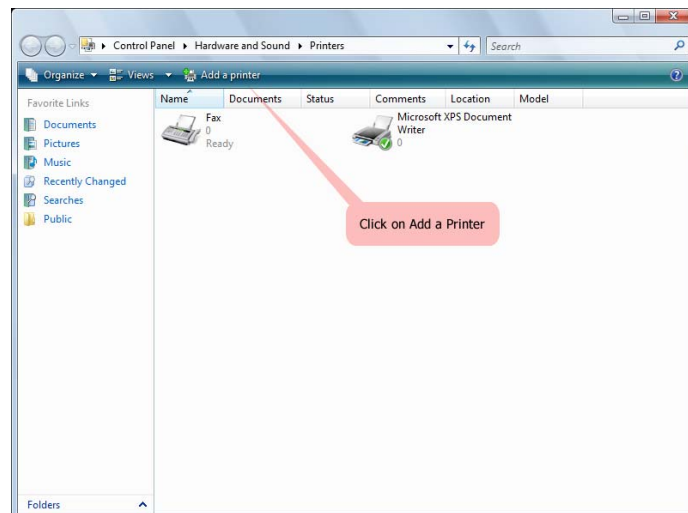 Control Panel Hardware and Sound Printers Search
Organize Views Add a printer
Favorite Links
Documents
Pictures
Music
Recently Changed
Searches
Public
Folders
Name Documents Status Comments Location Model
Fax
0
Ready
Microsoft XPS Document
Writer
0
Click on Add a Printer